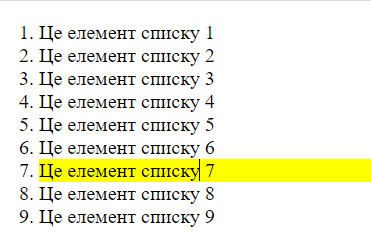 1. Це елемент списку 1
2. Це елемент списку 2
3. Це елемент списку 3
4. Це елемент списку 4
5. Це елемент списку 5
6. Це елемент списку 6
7. Це елемент списку 7
8. Це елемент списку 8
9. Це елемент списку 9